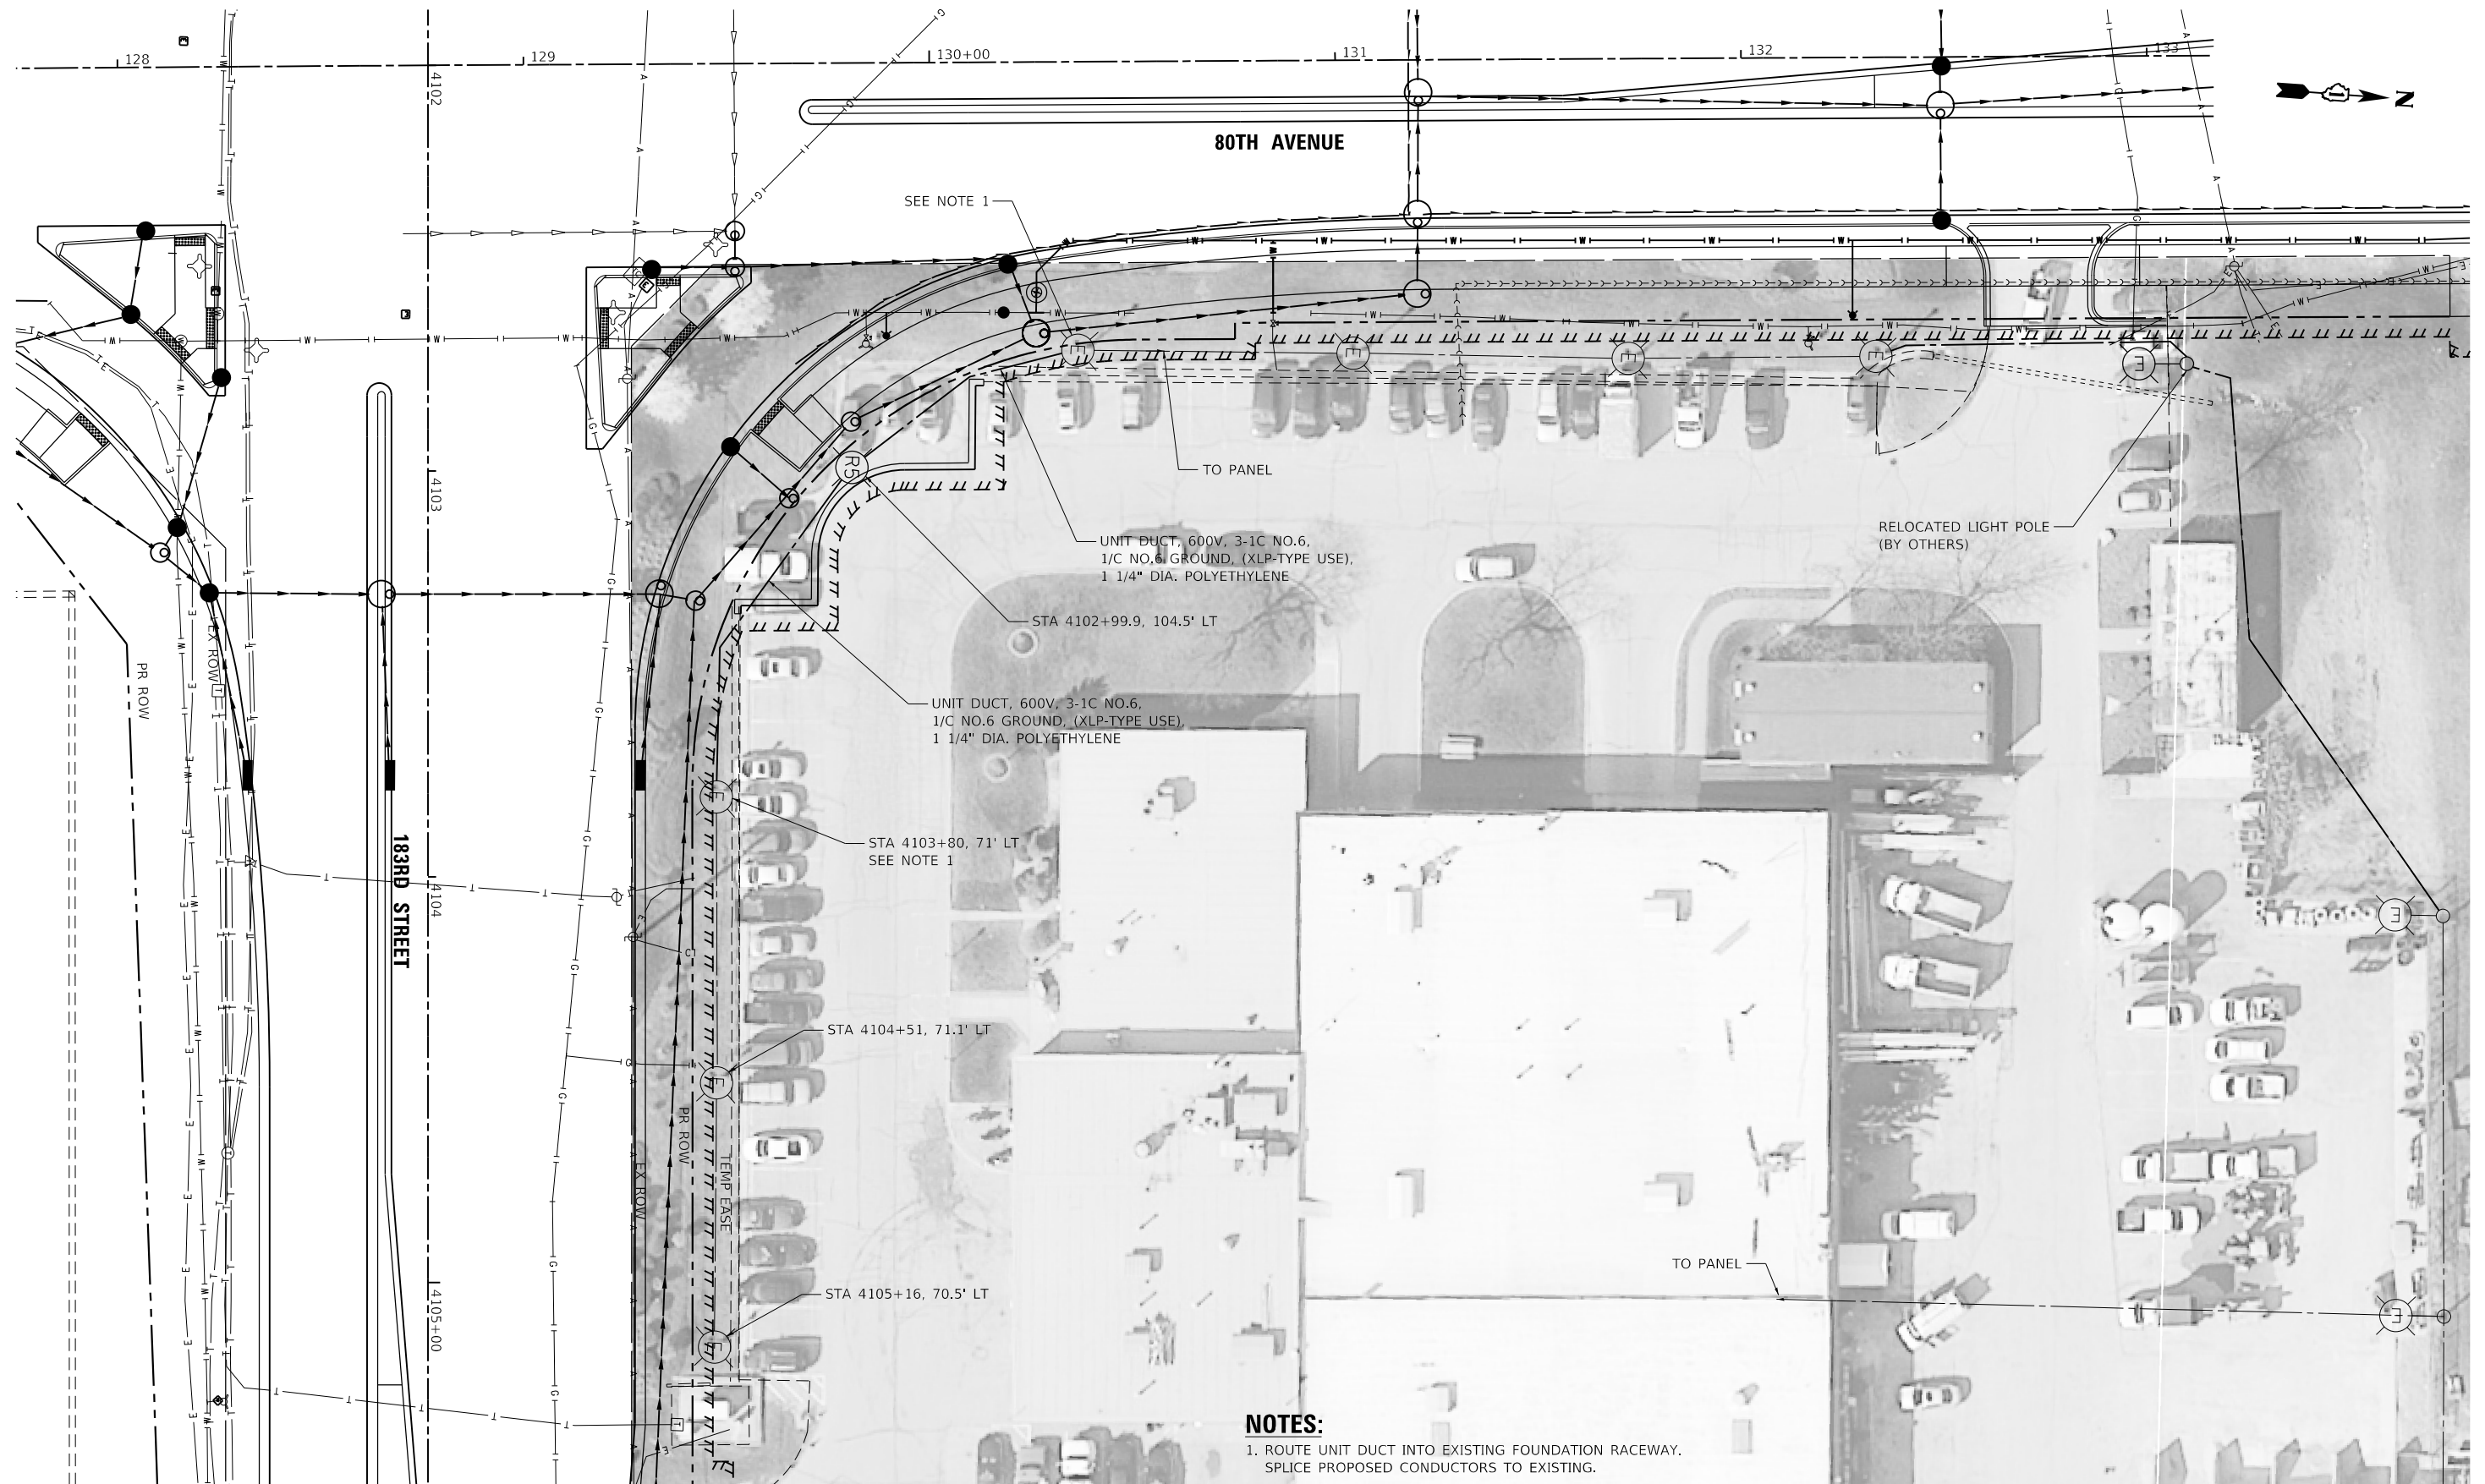 128
129
130+00
131
132
133
4102
N
80TH AVENUE
SEE NOTE 1
4103
R5
TO PANEL
UNIT DUCT, 600V, 3-1C NO.6,
1/C NO.6 GROUND, (XLP-TYPE USE),
1 1/4" DIA. POLYETHYLENE
RELOCATED LIGHT POLE
(BY OTHERS)
STA 4102+99.9, 104.5' LT
EX ROW
PR ROW
UNIT DUCT, 600V, 3-1C NO.6,
1/C NO.6 GROUND, (XLP-TYPE USE),
1 1/4" DIA. POLYETHYLENE
STA 4103+80, 71' LT
SEE NOTE 1
183RD STREET
4104
STA 4104+51, 71.1' LT
PR ROW
EX ROW
TEMP EASE
TO PANEL
STA 4105+16, 70.5' LT
4105+00
NOTES:
1. ROUTE UNIT DUCT INTO EXISTING FOUNDATION RACEWAY.
SPLICE PROPOSED CONDUCTORS TO EXISTING.